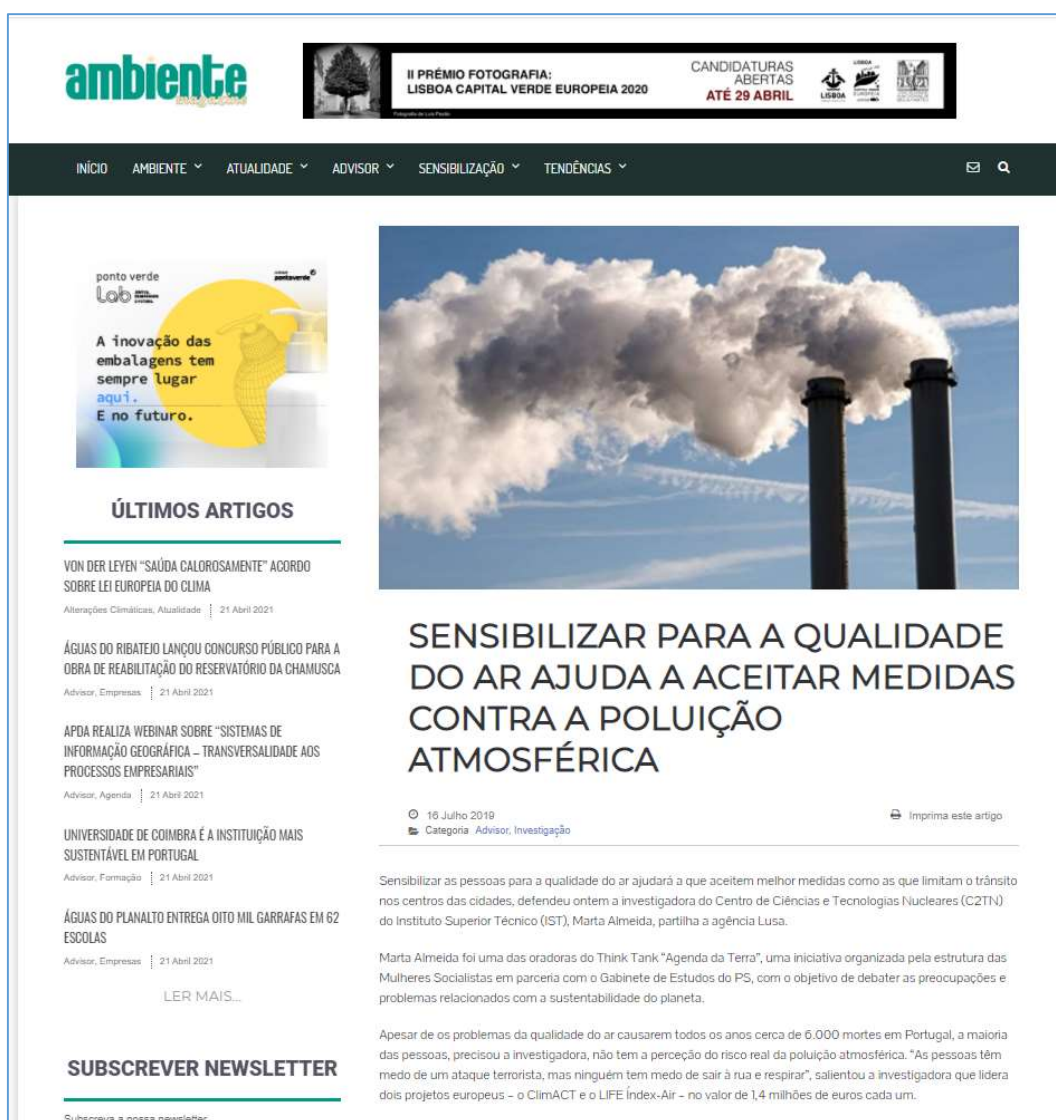 ambiente
magazine
II PRÉMIO FOTOGRAFIA:
LISBOA CAPITAL VERDE EUROPEIA 2020
CANDIDATURAS
ABERTAS
ATÉ 29 ABRIL
LISBOA
INÍCIO AMBIENTE ATUALIDADE ADVISOR SENSIBILIZAÇÃO TENDÊNCIAS
ponto verde
Lab
pontoverde
A inovação das
embalagens tem
sempre lugar
aqui.
E no futuro.
ÚLTIMOS ARTIGOS
VON DER LEYEN “SAÚDA CALOROSAMENTE” ACORDO
SOBRE LEI EUROPEIA DO CLIMA
Alterações Climáticas, Atualidade 21 Abril 2021
ÁGUAS DO RIBATEJO LANÇOU CONCURSO PÚBLICO PARA A
OBRA DE REABILITAÇÃO DO RESERVATÓRIO DA CHAMUSCA
Advisor, Empresas 21 Abril 2021
APDA REALIZA WEBINAR SOBRE “SISTEMAS DE
INFORMAÇÃO GEOGRÁFICA – TRANSVERSALIDADE AOS
PROCESSOS EMPRESARIAIS”
Advisor, Agenda 21 Abril 2021
UNIVERSIDADE DE COIMBRA É A INSTITUIÇÃO MAIS
SUSTENTÁVEL EM PORTUGAL
Advisor, Formação 21 Abril 2021
ÁGUAS DO PLANALTO ENTREGA OITO MIL GARRAFAS EM 62
ESCOLAS
Advisor, Empresas 21 Abril 2021
LER MAIS...
SUBSCREVER NEWSLETTER
Subscreva a nossa newsletter
SENSIBILIZAR PARA A QUALIDADE
DO AR AJUDA A ACEITAR MEDIDAS
CONTRA A POLUIÇÃO
ATMOSFÉRICA
16 Julho 2019
Imprima este artigo
Categoria Advisor, Investigação
Sensibilizar as pessoas para a qualidade do ar ajudará a que aceitem melhor medidas como as que limitam o trânsito
nos centros das cidades, defendeu ontem a investigadora do Centro de Ciências e Tecnologias Nucleares (C2TN)
do Instituto Superior Técnico (IST), Marta Almeida, partilha a agência Lusa.
Marta Almeida foi uma das oradoras do Think Tank “Agenda da Terra”, uma iniciativa organizada pela estrutura das
Mulheres Socialistas em parceria com o Gabinete de Estudos do PS, com o objetivo de debater as preocupações e
problemas relacionados com a sustentabilidade do planeta.
Apesar de os problemas da qualidade do ar causarem todos os anos cerca de 6.000 mortes em Portugal, a maioria
das pessoas, precisou a investigadora, não tem a perceção do risco real da poluição atmosférica. “As pessoas têm
medo de um ataque terrorista, mas ninguém tem medo de sair à rua e respirar”, salientou a investigadora que lidera
dois projetos europeus – o ClimACT e o LIFE Índex-Air – no valor de 1,4 milhões de euros cada um.